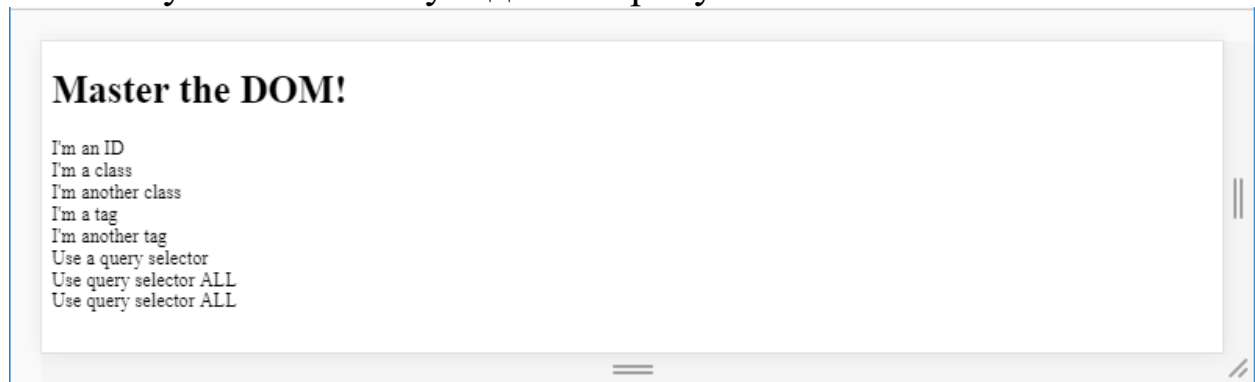 Master the DOM!
I'm an ID
I'm a class
I'm another class
I'm a tag
I'm another tag
Use a query selector
Use query selector ALL
Use query selector ALL